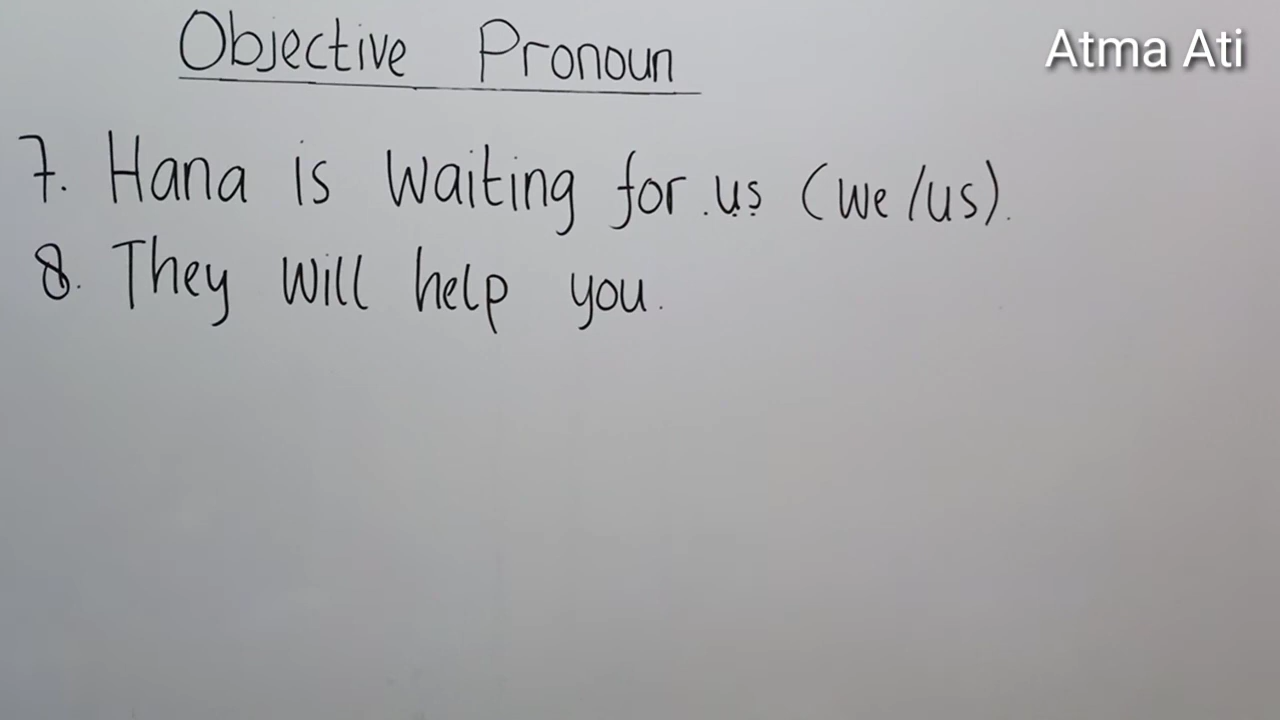 Objective Pronoun
Atma Ati
7. Hana is waiting for .us. (we/us).
8. They will help you.